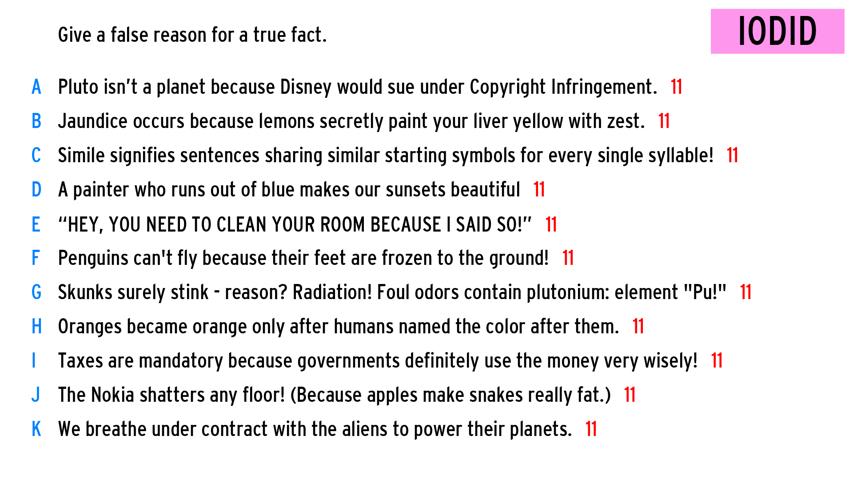 Give a false reason for a true fact.
IODID
A Pluto isn't a planet because Disney would sue under Copyright Infringement. 11
B Jaundice occurs because lemons secretly paint your liver yellow with zest. 11
C Simile signifies sentences sharing similar starting symbols for every single syllable! 11
D A painter who runs out of blue makes our sunsets beautiful 11
E “HEY, YOU NEED TO CLEAN YOUR ROOM BECAUSE I SAID SO!” 11
F Penguins can't fly because their feet are frozen to the ground! 11
G Skunks surely stink - reason? Radiation! Foul odors contain plutonium: element "Pu!" 11
H Oranges became orange only after humans named the color after them. 11
I Taxes are mandatory because governments definitely use the money very wisely! 11
J The Nokia shatters any floor! (Because apples make snakes really fat.) 11
K We breathe under contract with the aliens to power their planets. 11